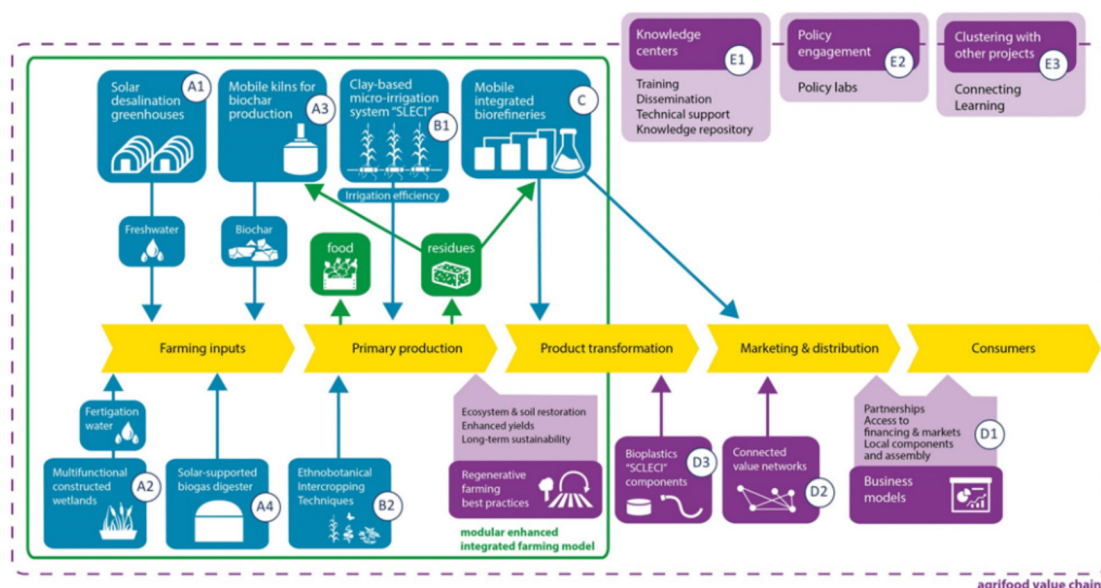 Knowledge
centers
E1
Training
Dissemination
Technical support
Knowledge repository
Policy
engagement
E2
Policy labs
Clustering with
other projects
E3
Connecting
Learning
Solar
desalination
greenhouses
A1
Mobile kilns for
biochar
production
A3
Clay-based
micro-irrigation
system "SLECI"
B1
Mobile
integrated
biorefineries
C
Irrigation efficiency
Freshwater
Biochar
food
residues
Farming inputs
Primary production
Product transformation
Marketing & distribution
Consumers
Fertigation
water
Multifunctional
constructed
wetlands
A2
Solar-supported
biogas digester
A4
Ethnobotanical
Intercropping
Techniques
B2
Ecosystem & soil restoration
Enhanced yields
Long-term sustainability
Regenerative
farming
best practices
modular enhanced
integrated farming model
Bioplastics
"SCLECI"
components
D3
Connected
value networks
D2
Partnerships
Access to
financing & markets
Local components
and assembly
D1
Business
models
agrifood value chain